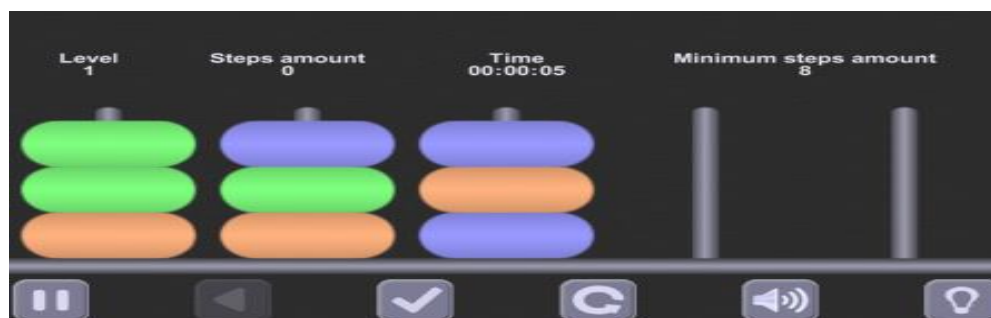 Level
1
Steps amount
0
Time
00:00:05
Minimum steps amount
8